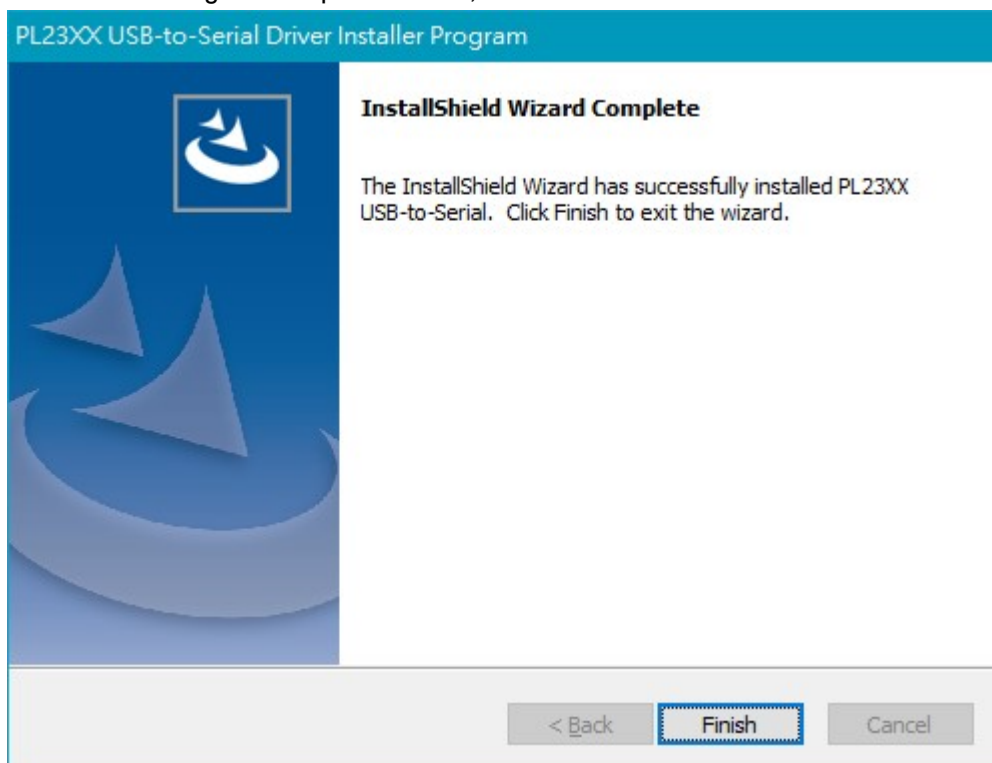 PL23XX USB-to-Serial Driver Installer Program
InstallShield Wizard Complete
The InstallShield Wizard has successfully installed PL23XX
USB-to-Serial. Click Finish to exit the wizard.
< Back
Finish
Cancel